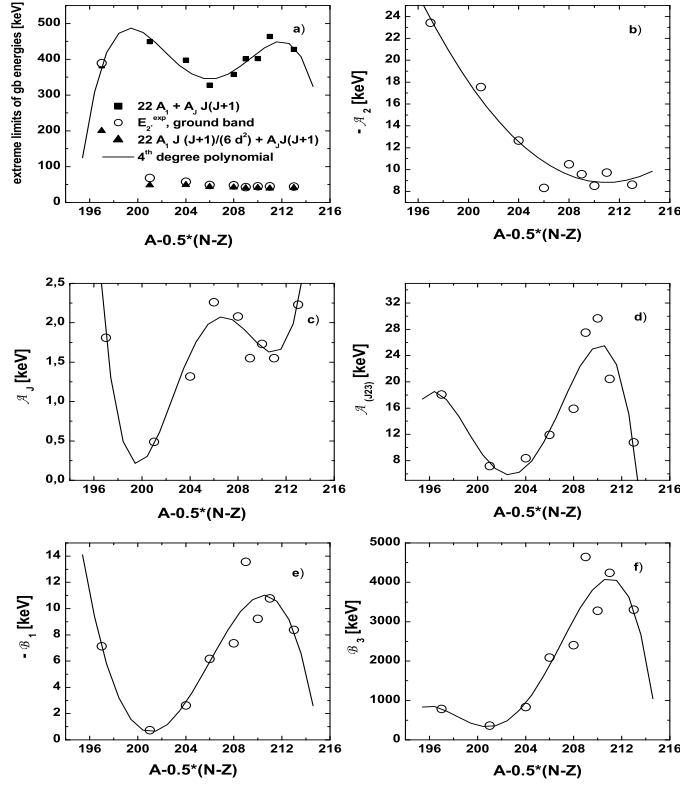 extreme limits of gb energies [keV]
500
400
300
200
100
0
a)
22 A₁ + A_J J(J+1)
E₂⁺ᵉˣᵖ, ground band
22 A₁ J (J+1)/(6 d²) + A_J J(J+1)
4ᵗʰ degree polynomial
196 200 204 208 212 216
A-0.5*(N-Z)
- 𝒜₂ [keV]
24
22
20
18
16
14
12
10
8
b)
196 200 204 208 212 216
A-0.5*(N-Z)
𝒜_J [keV]
2,5
2,0
1,5
1,0
0,5
0,0
c)
196 200 204 208 212 216
A-0.5*(N-Z)
𝒜_(J23) [keV]
32
28
24
20
16
12
8
d)
196 200 204 208 212 216
A-0.5*(N-Z)
- ℬ₁ [keV]
14
12
10
8
6
4
2
0
e)
196 200 204 208 212 216
A-0.5*(N-Z)
ℬ₃ [keV]
5000
4000
3000
2000
1000
0
f)
196 200 204 208 212 216
A-0.5*(N-Z)